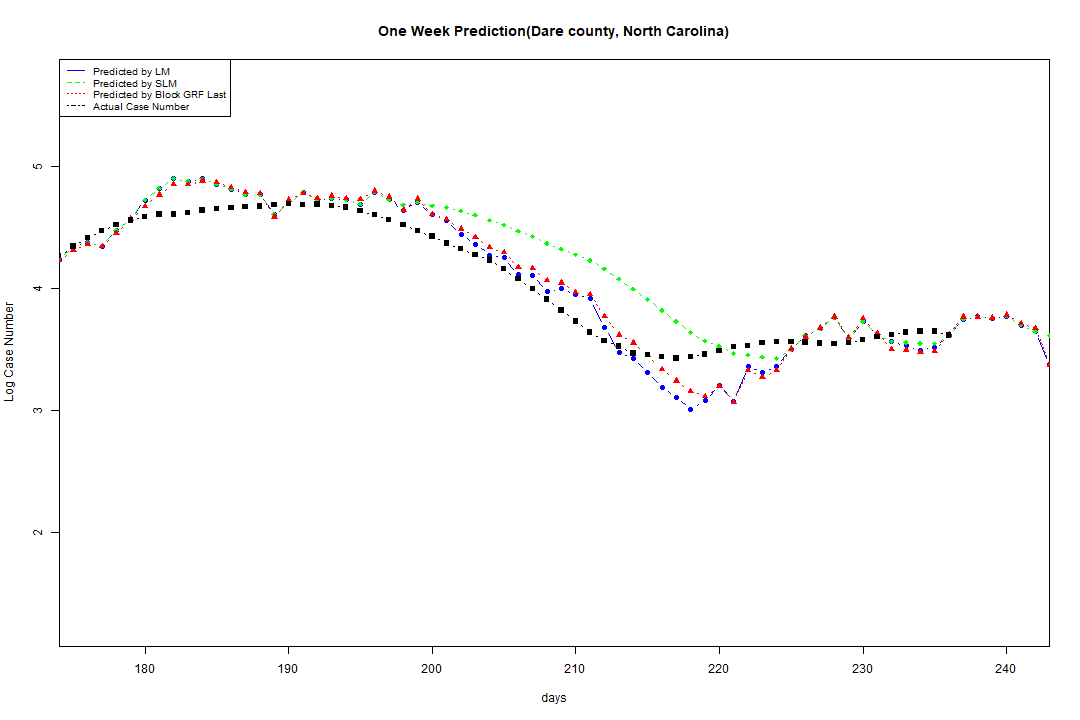 One Week Prediction(Dare county, North Carolina)
Predicted by LM
Predicted by SLM
Predicted by Block GRF Last
Actual Case Number
5
4
3
2
Log Case Number
180 190 200 210 220 230 240
days